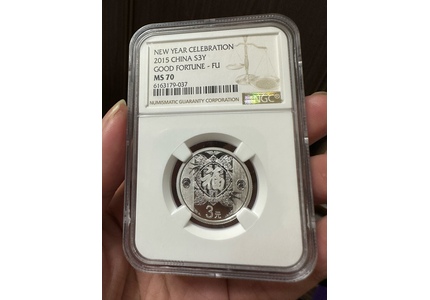 NEW YEAR CELEBRATION
2015 CHINA S3Y
GOOD FORTUNE - FU
MS 70
6163179-037
NUMISMATIC GUARANTY CORPORATION
NGC
福
3元